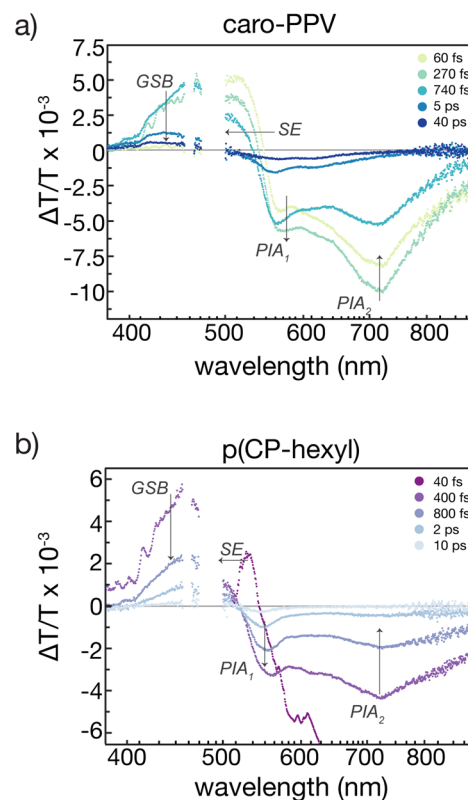 a)
caro-PPV
7.5
5
2.5
0
-2.5
-5
-7.5
-10
ΔT/T x 10⁻³
GSB
SE
PIA₁
PIA₂
60 fs
270 fs
740 fs
5 ps
40 ps
400 500 600 700 800
wavelength (nm)
b)
p(CP-hexyl)
6
4
2
0
-2
-4
-6
ΔT/T x 10⁻³
GSB
SE
PIA₁
PIA₂
40 fs
400 fs
800 fs
2 ps
10 ps
400 500 600 700 800
wavelength (nm)